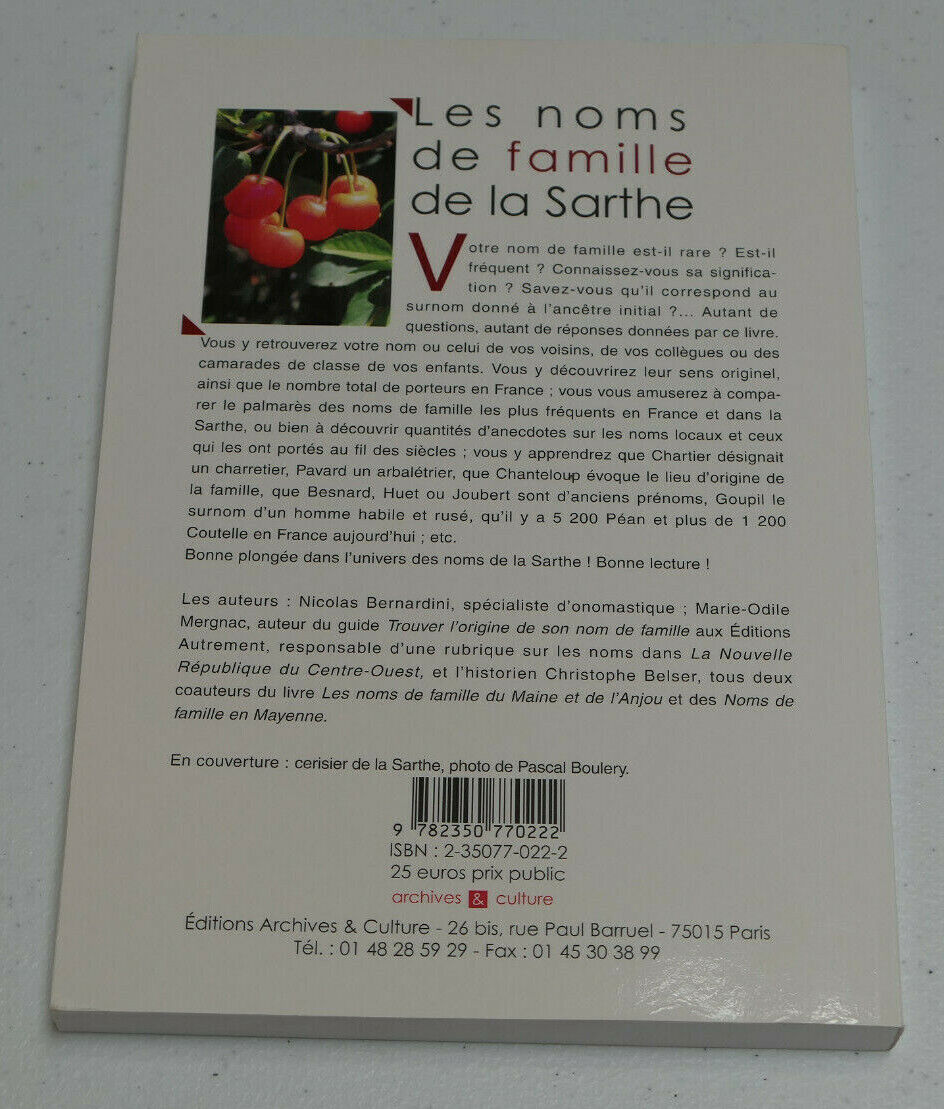 Les noms
de famille
de la Sarthe
Votre nom de famille est-il rare ? Est-il
fréquent ? Connaissez-vous sa significa-
tion ? Savez-vous qu'il correspond au
surnom donné à l'ancêtre initial ?... Autant de
questions, autant de réponses données par ce livre.
Vous y retrouverez votre nom ou celui de vos voisins, de vos collègues ou des
camarades de classe de vos enfants. Vous y découvrirez leur sens originel,
ainsi que le nombre total de porteurs en France ; vous vous amuserez à compa-
rer le palmarès des noms de famille les plus fréquents en France et dans la
Sarthe, ou bien à découvrir quantités d'anecdotes sur les noms locaux et ceux
qui les ont portés au fil des siècles ; vous y apprendrez que Chartier désignait
un charretier, Pavard un arbalétrier, que Chanteloup évoque le lieu d'origine de
la famille, que Besnard, Huet ou Joubert sont d'anciens prénoms, Goupil le
surnom d'un homme habile et rusé, qu'il y a 5 200 Péan et plus de 1 200
Coutelle en France aujourd'hui ; etc.
Bonne plongée dans l'univers des noms de la Sarthe ! Bonne lecture !
Les auteurs : Nicolas Bernardini, spécialiste d'onomastique ; Marie-Odile
Mergnac, auteur du guide Trouver l'origine de son nom de famille aux Éditions
Autrement, responsable d'une rubrique sur les noms dans La Nouvelle
République du Centre-Ouest, et l'historien Christophe Belser, tous deux
coauteurs du livre Les noms de famille du Maine et de l'Anjou et des Noms de
famille en Mayenne.
En couverture : cerisier de la Sarthe, photo de Pascal Boulery.
9 782350 770222
ISBN : 2-35077-022-2
25 euros prix public
archives & culture
Éditions Archives & Culture - 26 bis, rue Paul Barruel - 75015 Paris
Tél. : 01 48 28 59 29 - Fax : 01 45 30 38 99